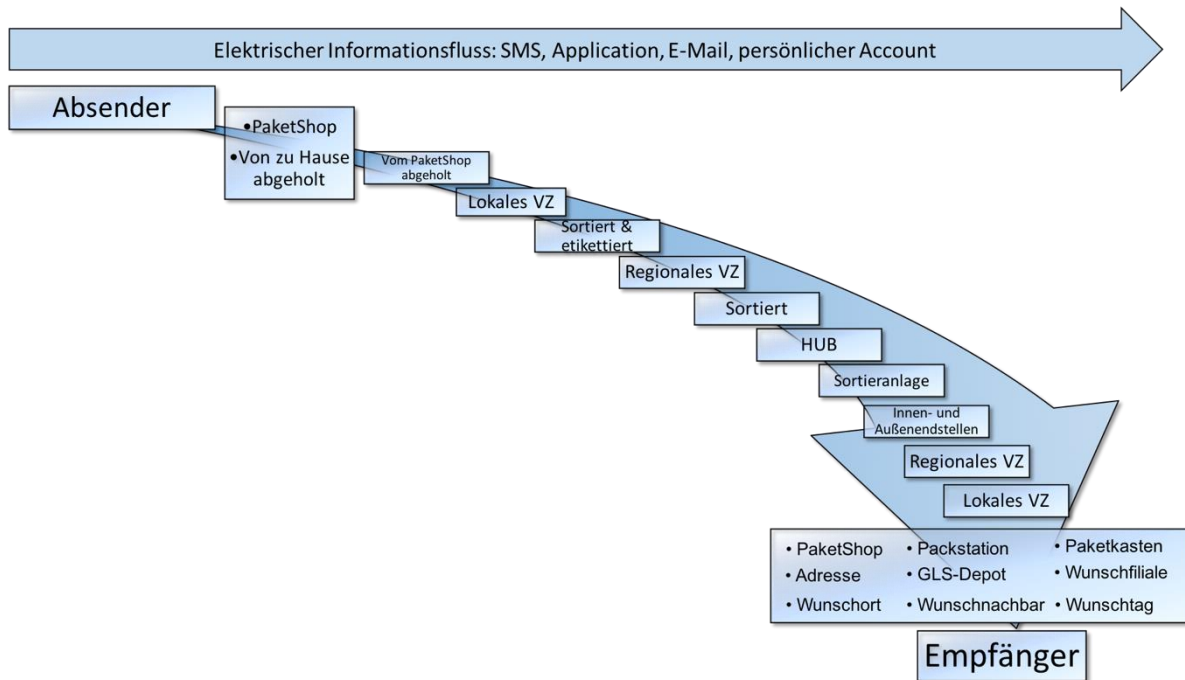 Elektrischer Informationsfluss: SMS, Application, E-Mail, persönlicher Account
Absender
•PaketShop
•Von zu Hause
abgeholt
Vom PaketShop
abgeholt
Lokales VZ
Sortiert &
etikettiert
Regionales VZ
Sortiert
HUB
Sortieranlage
Innen- und
Außenendstellen
Regionales VZ
Lokales VZ
• PaketShop • Packstation • Paketkasten
• Adresse • GLS-Depot • Wunschfiliale
• Wunschort • Wunschnachbar • Wunschtag
Empfänger